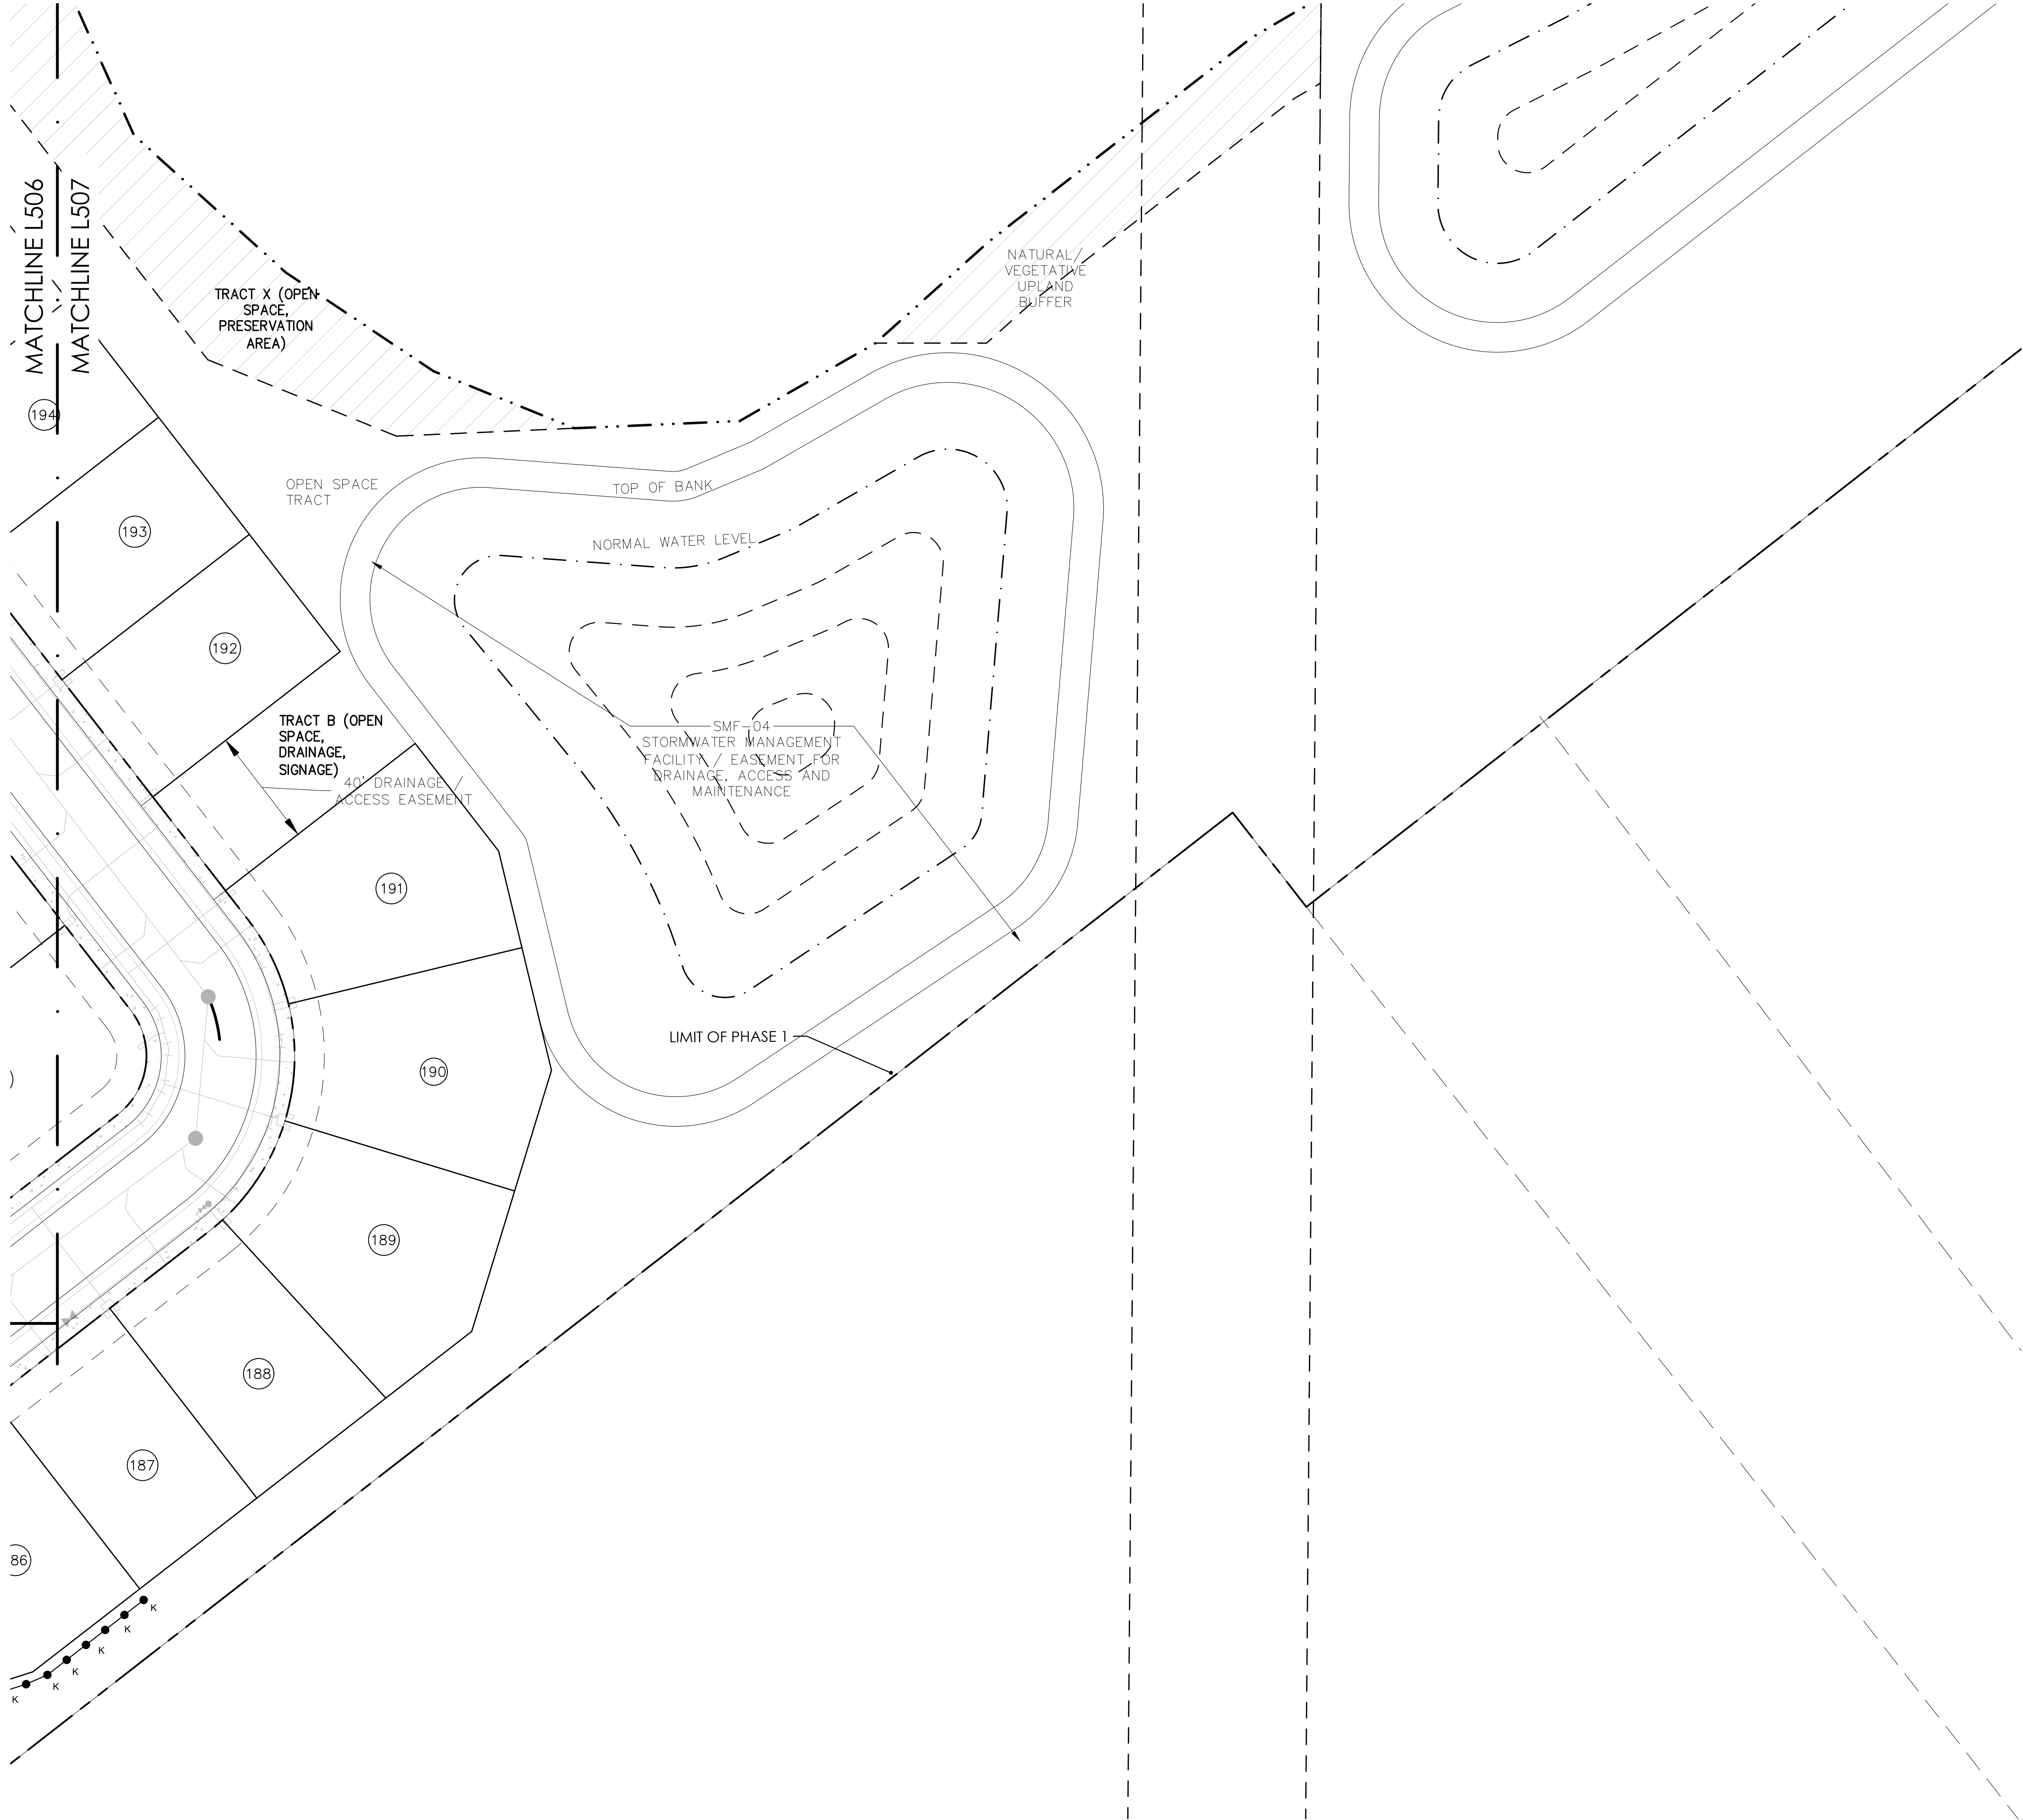 MATCHLINE L506
MATCHLINE L507
NATURAL/
VEGETATIVE
UPLAND
BUFFER
TRACT X (OPEN
SPACE,
PRESERVATION
AREA)
194
OPEN SPACE
TRACT
TOP OF BANK
193
NORMAL WATER LEVEL
192
TRACT B (OPEN
SPACE,
DRAINAGE,
SIGNAGE)
40' DRAINAGE /
ACCESS EASEMENT
SMF-04
STORMWATER MANAGEMENT
FACILITY / EASEMENT FOR
DRAINAGE, ACCESS AND
MAINTENANCE
191
LIMIT OF PHASE 1
190
189
188
187
86
K
K
K
K
K
K